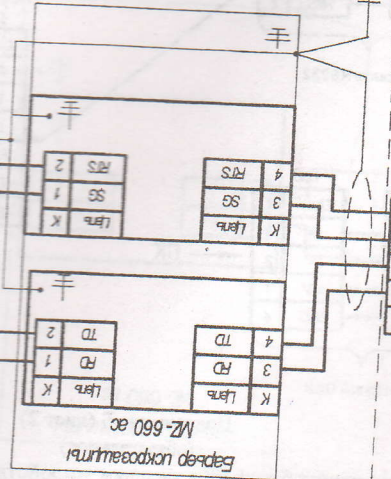 Барьер искрозащиты
MZ-660 ас
К Цепь Цепь К
3 RD RD 1
4 TD TD 2
К Цепь Цепь К
3 SG SG 1
4 RTS RTS 2